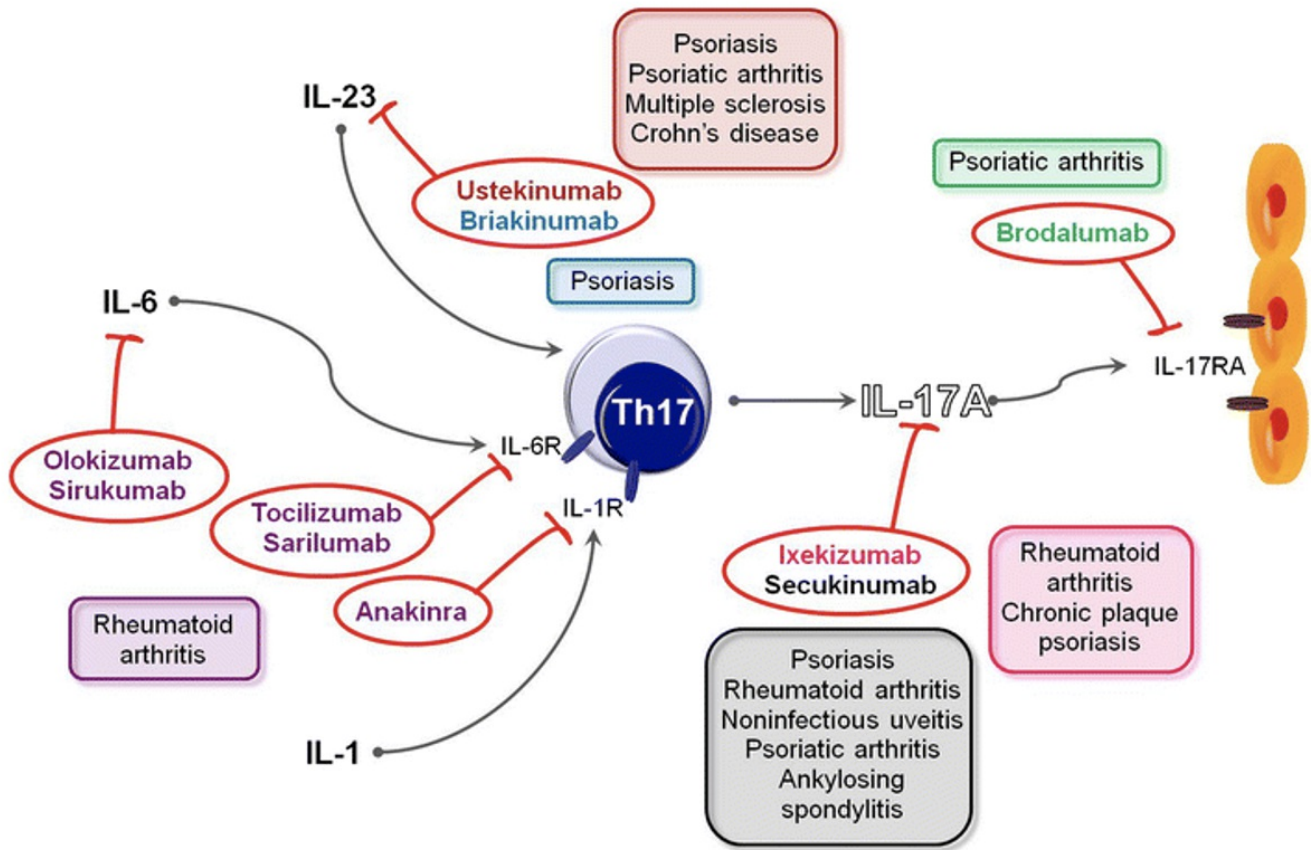 Psoriasis
Psoriatic arthritis
Multiple sclerosis
Crohn's disease
IL-23
Ustekinumab
Briakinumab
Psoriatic arthritis
Brodalumab
Psoriasis
IL-6
IL-17RA
Th17
IL-17A
IL-6R
Olokizumab
Sirukumab
IL-1R
Tocilizumab
Sarilumab
Anakinra
Rheumatoid
arthritis
Ixekizumab
Secukinumab
Rheumatoid
arthritis
Chronic plaque
psoriasis
Psoriasis
Rheumatoid arthritis
Noninfectious uveitis
Psoriatic arthritis
Ankylosing
spondylitis
IL-1